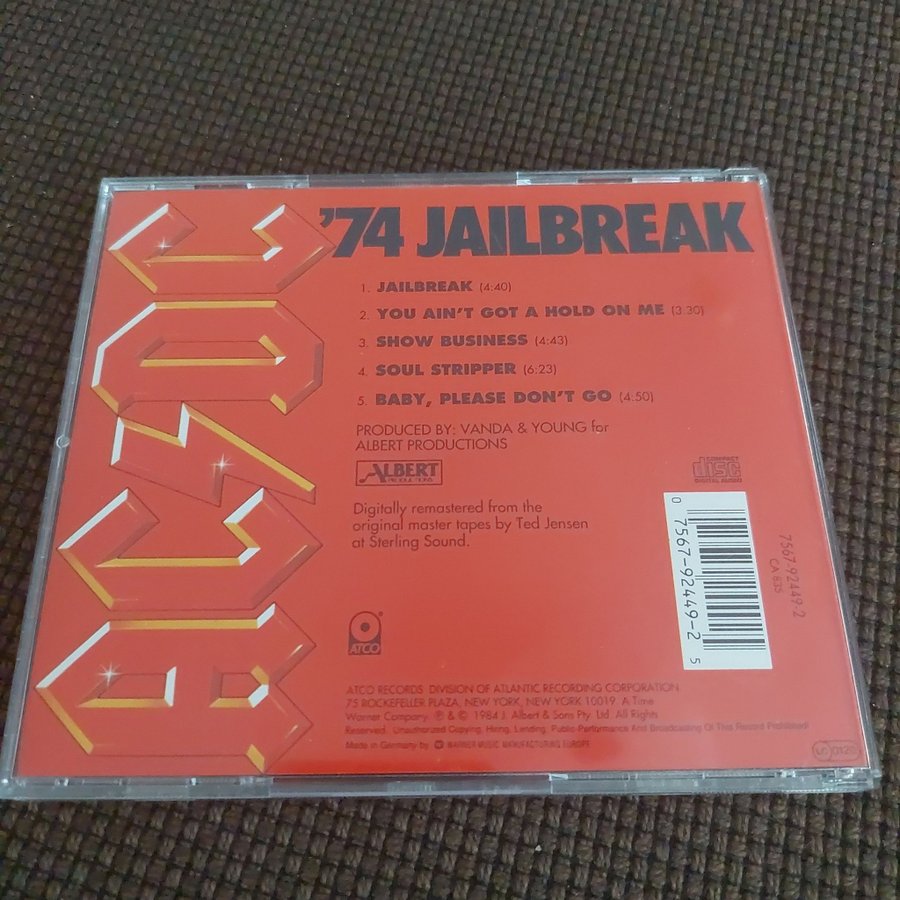 AC/DC
'74 JAILBREAK
1. JAILBREAK (4:40)
2. YOU AIN'T GOT A HOLD ON ME (3:30)
3. SHOW BUSINESS (4:43)
4. SOUL STRIPPER (6:23)
5. BABY, PLEASE DON'T GO (4:50)
PRODUCED BY: VANDA & YOUNG for
ALBERT PRODUCTIONS
ALBERT
PRODUCTIONS
COMPACT
disc
DIGITAL AUDIO
Digitally remastered from the
original master tapes by Ted Jensen
at Sterling Sound.
0 7567-92449-2 5
7567-92449-2
CA 835
ATCO
ATCO RECORDS DIVISION OF ATLANTIC RECORDING CORPORATION
75 ROCKEFELLER PLAZA, NEW YORK, NEW YORK 10019. A Time
Warner Company. ℗ & © 1984 J. Albert & Sons Pty. Ltd. All Rights
Reserved. Unauthorized Copying, Hiring, Lending, Public Performance And Broadcasting Of This Record Prohibited!
Made in Germany by WARNER MUSIC MANUFACTURING EUROPE
LC 0120